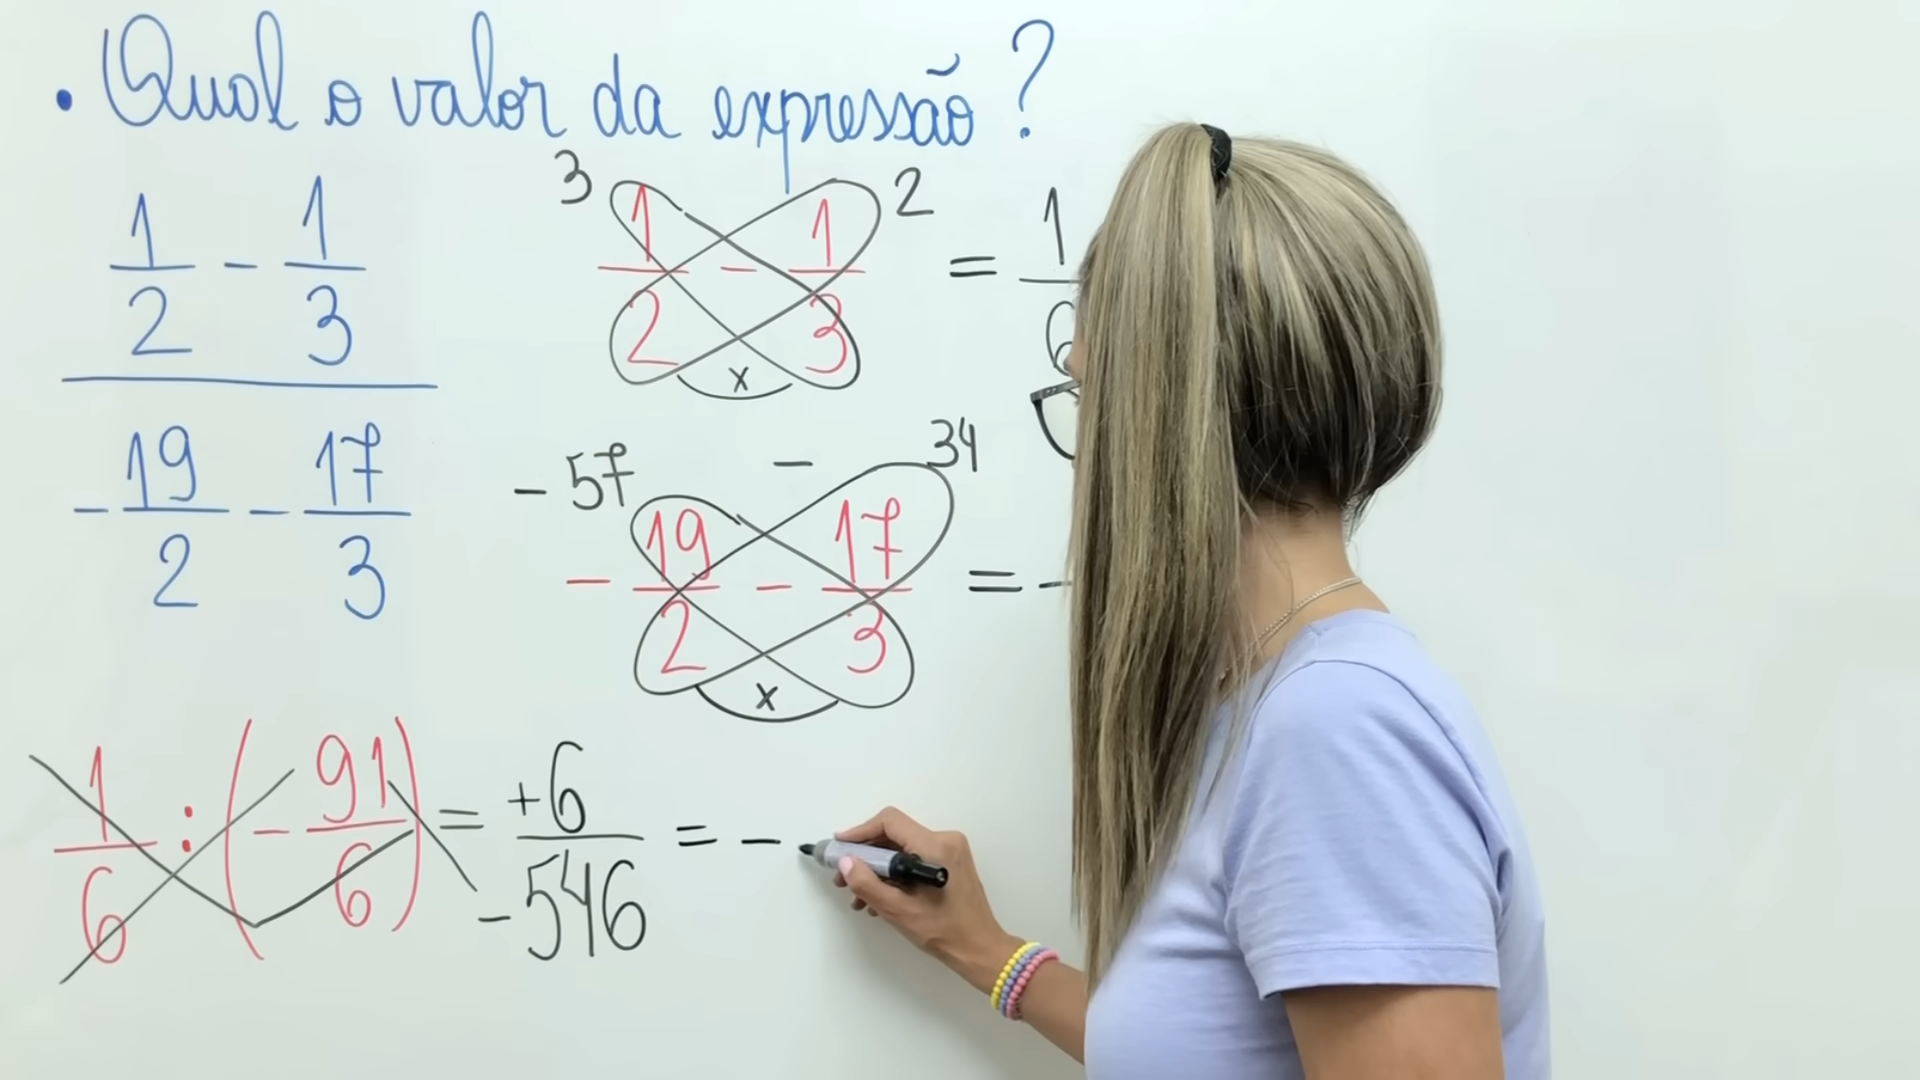 . Qual o valor da expressão?
1/2 - 1/3
-19/2 - 17/3
3 2
1/2 - 1/3 = 1/6
x
-57 - 34
-19/2 - 17/3 = -
x
1/6 : (-91/6) = +6/-546 = -